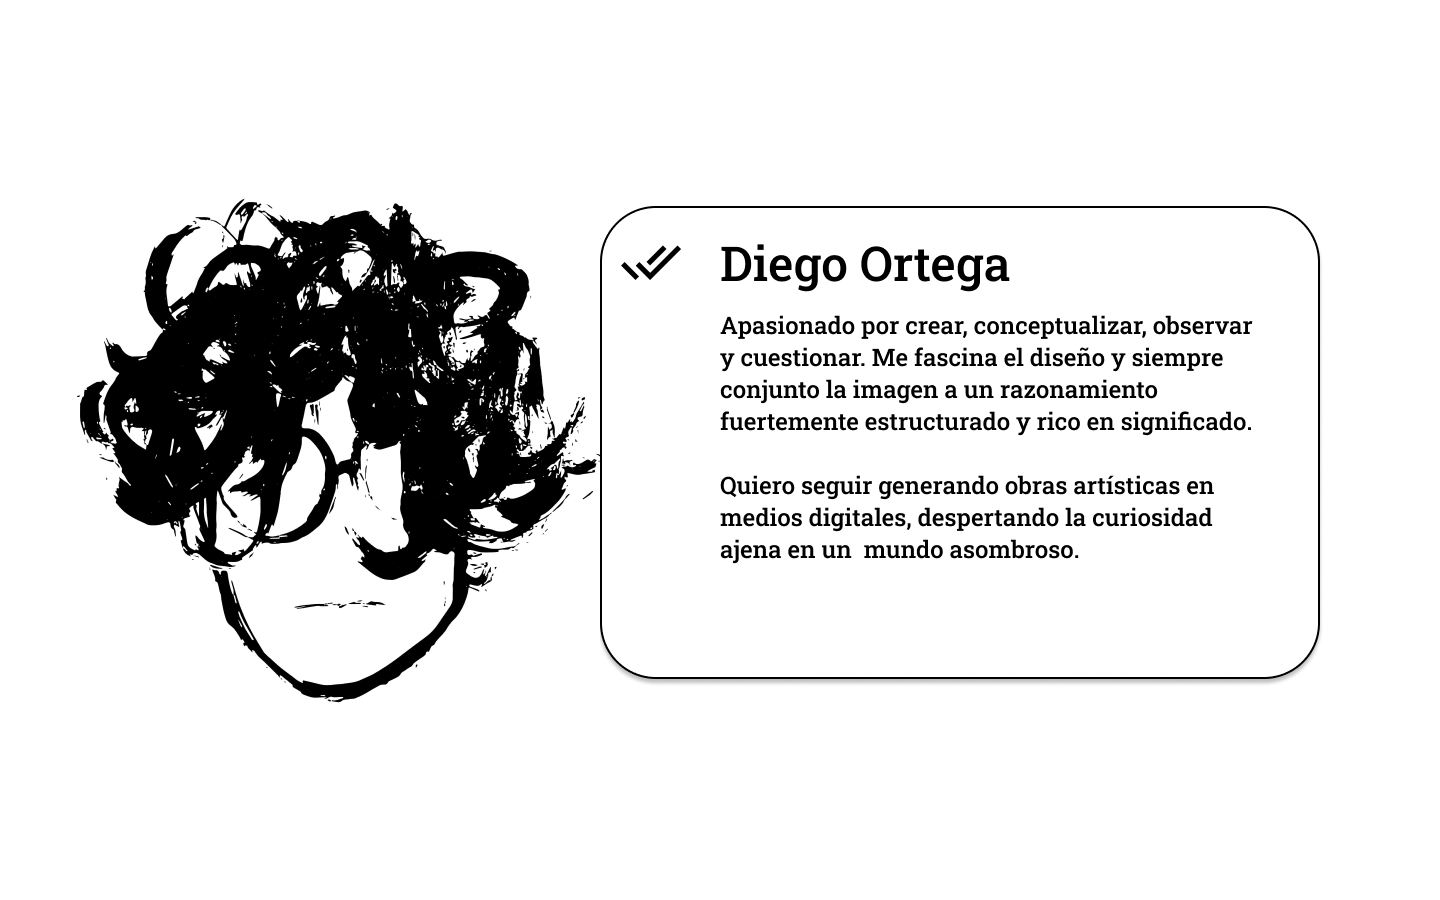 Diego Ortega
Apasionado por crear, conceptualizar, observar
y cuestionar. Me fascina el diseño y siempre
conjunto la imagen a un razonamiento
fuertemente estructurado y rico en significado.
Quiero seguir generando obras artísticas en
medios digitales, despertando la curiosidad
ajena en un  mundo asombroso.